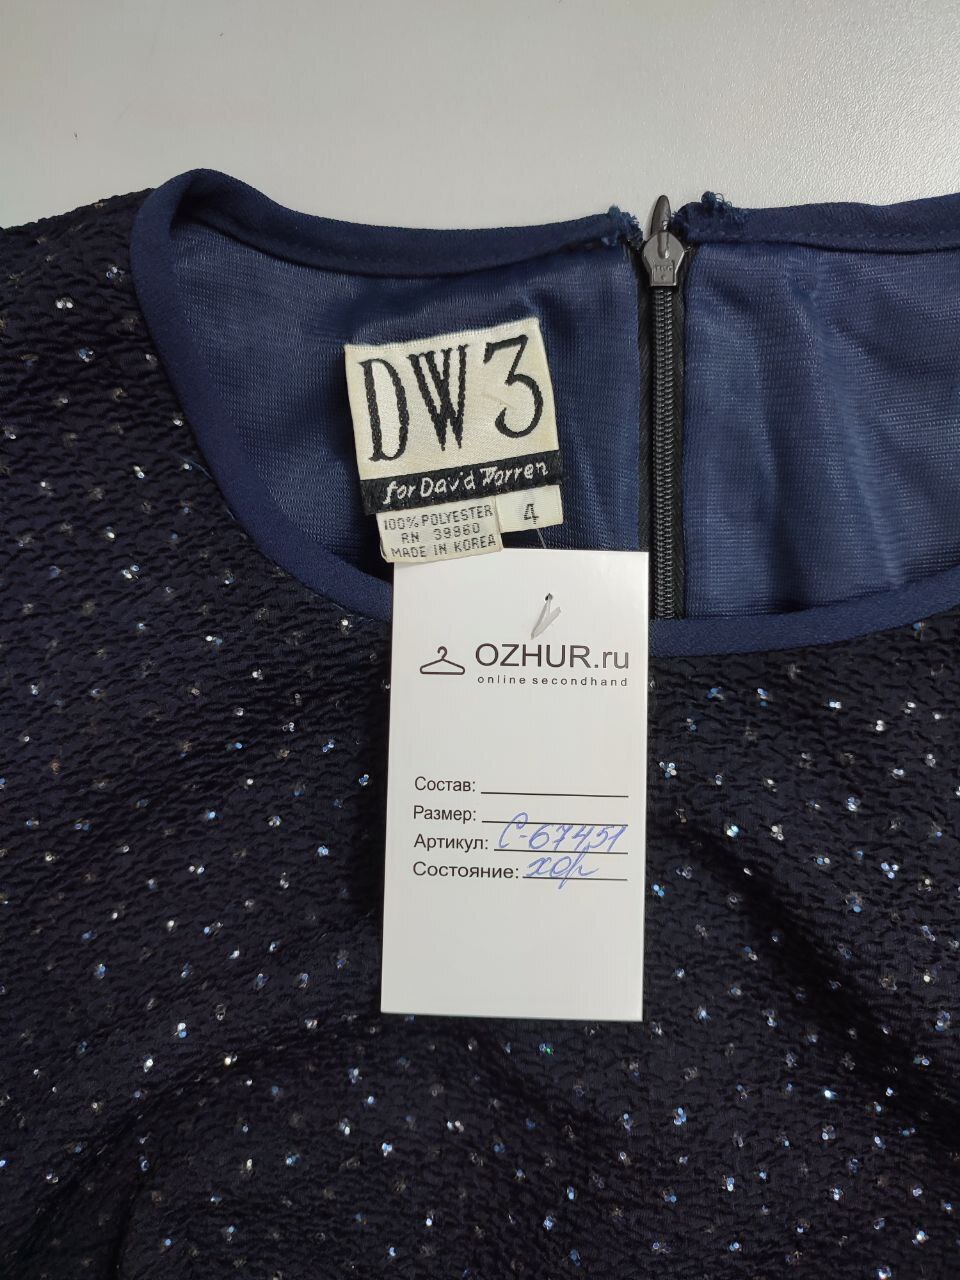 DW3
for David Warren
4
100% POLYESTER
RN 39960
MADE IN KOREA
OZHUR.ru
online secondhand
Состав:
Размер:
Артикул: С-67451
Состояние: хор